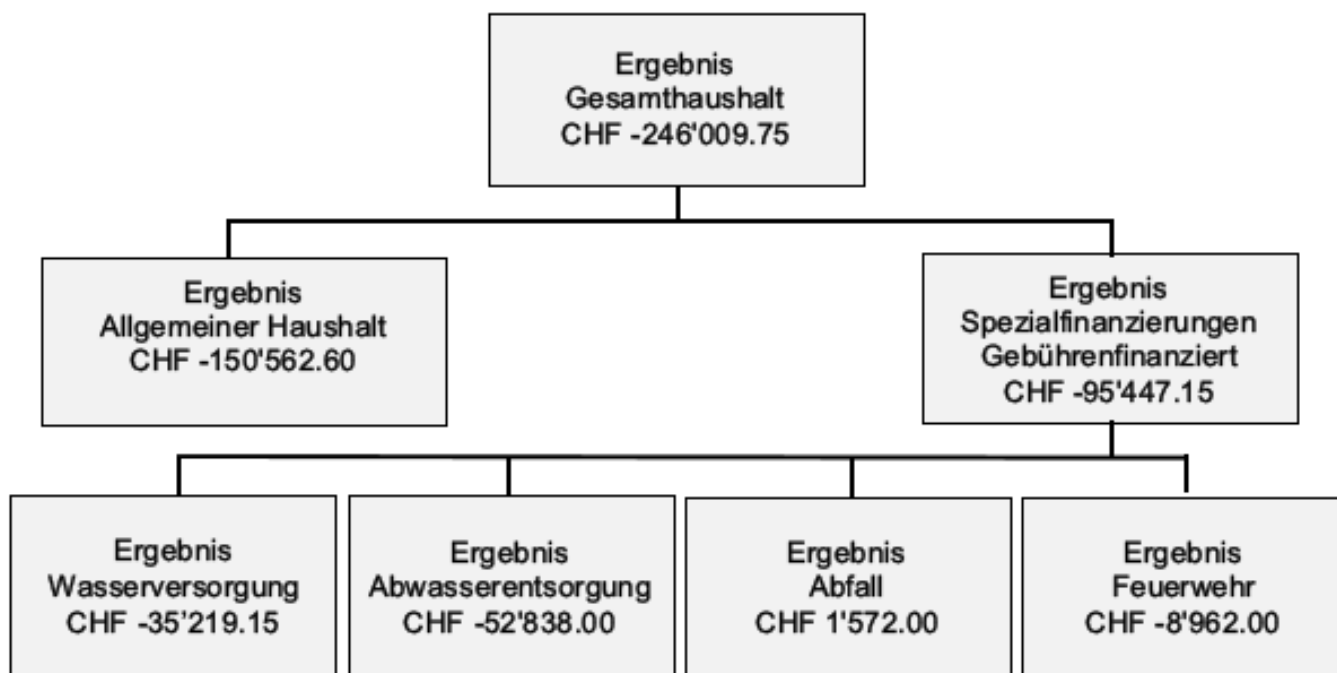 Ergebnis
Gesamthaushalt
CHF -246'009.75
Ergebnis
Allgemeiner Haushalt
CHF -150'562.60
Ergebnis
Spezialfinanzierungen
Gebührenfinanziert
CHF -95'447.15
Ergebnis
Wasserversorgung
CHF -35’219.15
Ergebnis
Abwasserentsorgung
CHF -52'838.00
Ergebnis
Abfall
CHF 1'572.00
Ergebnis
Feuerwehr
CHF -8'962.00